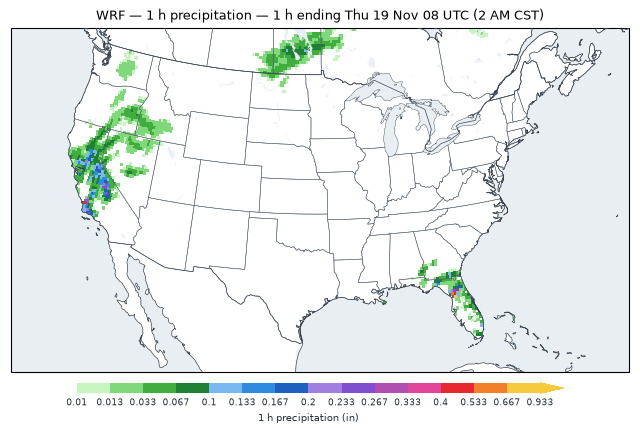 WRF — 1 h precipitation — 1 h ending Thu 19 Nov 08 UTC (2 AM CST)
0.01 0.013 0.033 0.067 0.1 0.133 0.167 0.2 0.233 0.267 0.333 0.4 0.533 0.667 0.933
1 h precipitation (in)